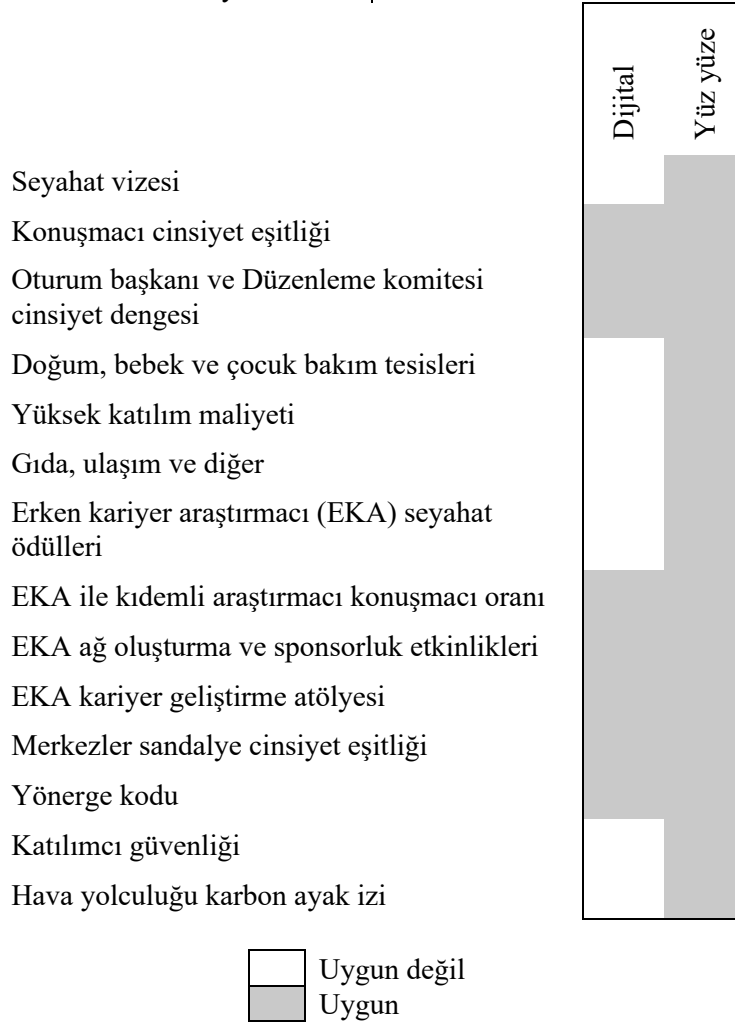 Dijital
Yüz yüze
Seyahat vizesi
Konuşmacı cinsiyet eşitliği
Oturum başkanı ve Düzenleme komitesi
cinsiyet dengesi
Doğum, bebek ve çocuk bakım tesisleri
Yüksek katılım maliyeti
Gıda, ulaşım ve diğer
Erken kariyer araştırmacı (EKA) seyahat
ödülleri
EKA ile kıdemli araştırmacı konuşmacı oranı
EKA ağ oluşturma ve sponsorluk etkinlikleri
EKA kariyer geliştirme atölyesi
Merkezler sandalye cinsiyet eşitliği
Yönerge kodu
Katılımcı güvenliği
Hava yolculuğu karbon ayak izi
Uygun değil
Uygun